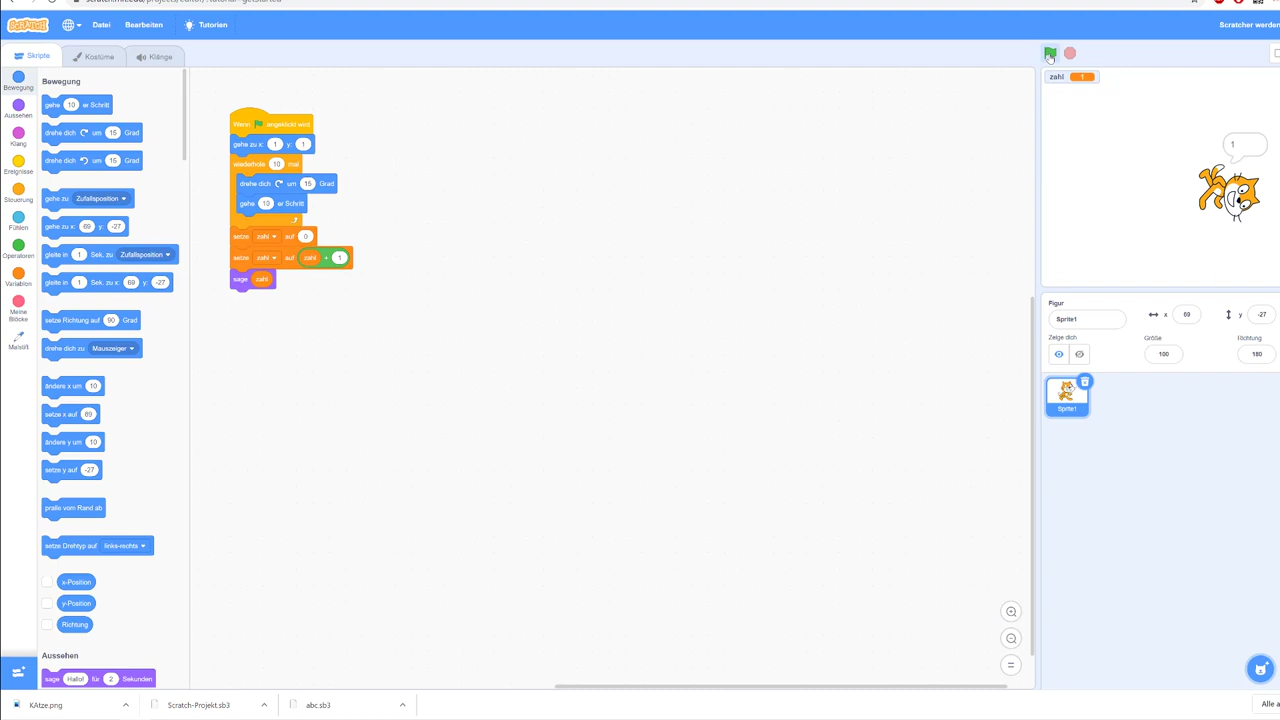 SCRATCH Datei Bearbeiten Tutorien Scratcher werden
Skripte Kostüme Klänge
Bewegung
Aussehen
Klang
Ereignisse
Steuerung
Fühlen
Operatoren
Variablen
Meine
Blöcke
Malstift
Bewegung
gehe 10 er Schritt
drehe dich um 15 Grad
drehe dich um 15 Grad
gehe zu Zufallsposition
gehe zu x: 69 y: -27
gleite in 1 Sek. zu Zufallsposition
gleite in 1 Sek. zu x: 69 y: -27
setze Richtung auf 90 Grad
drehe dich zu Mauszeiger
ändere x um 10
setze x auf 69
ändere y um 10
setze y auf -27
pralle vom Rand ab
setze Drehtyp auf links-rechts
x-Position
y-Position
Richtung
Aussehen
sage Hallo! für 2 Sekunden
Wenn angeklickt wird
gehe zu x: 1 y: 1
wiederhole 10 mal
drehe dich um 15 Grad
gehe 10 er Schritt
setze zahl auf 0
setze zahl auf zahl + 1
sage zahl
zahl 1
1
Figur
Sprite1 x 69 y -27
Zeige dich Größe Richtung
100 180
Sprite1
KAtze.png Scratch-Projekt.sb3 abc.sb3 Alle a